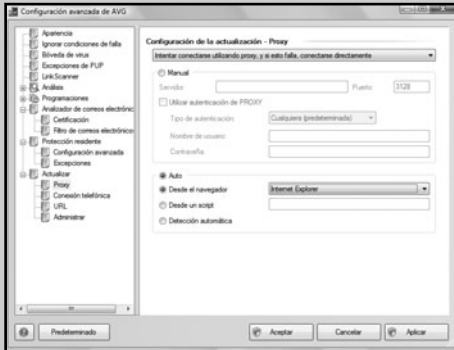 Configuración avanzada de AVG
Apariencia
Ignorar condiciones de falla
Bóveda de virus
Excepciones de PUP
LinkScanner
Análisis
Programaciones
Analizador de correos electrónic
Certificación
Filtro de correos electrónicos
Protección residente
Configuración avanzada
Excepciones
Actualizar
Proxy
Conexión telefónica
URL
Administrar
Configuración de la actualización - Proxy
Intentar conectarse utilizando proxy, y si esto falla, conectarse directamente
Manual
Servidor: Puerto: 3128
Utilizar autenticación de PROXY
Tipo de autenticación: Cualquiera (predeterminada)
Nombre de usuario:
Contraseña:
Auto
Desde el navegador Internet Explorer
Desde un script
Detección automática
Predeterminado Aceptar Cancelar Aplicar